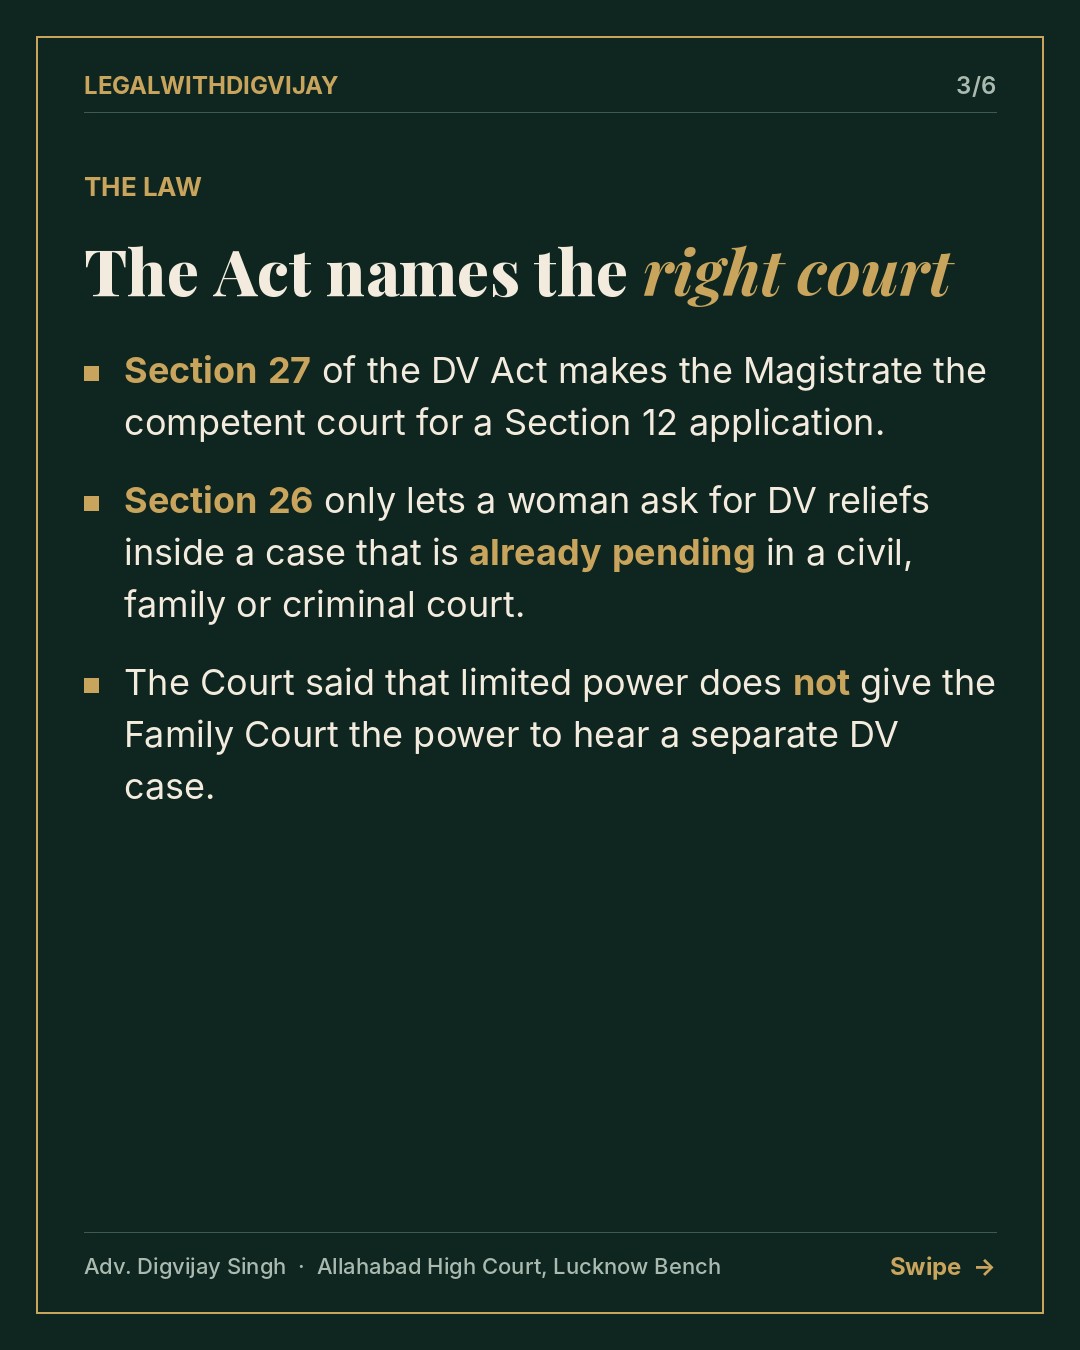 LEGALWITHDIGVIJAY
3/6
THE LAW
The Act names the right court
Section 27 of the DV Act makes the Magistrate the
competent court for a Section 12 application.
Section 26 only lets a woman ask for DV reliefs
inside a case that is already pending in a civil,
family or criminal court.
The Court said that limited power does not give the
Family Court the power to hear a separate DV
case.
Adv. Digvijay Singh · Allahabad High Court, Lucknow Bench
Swipe →